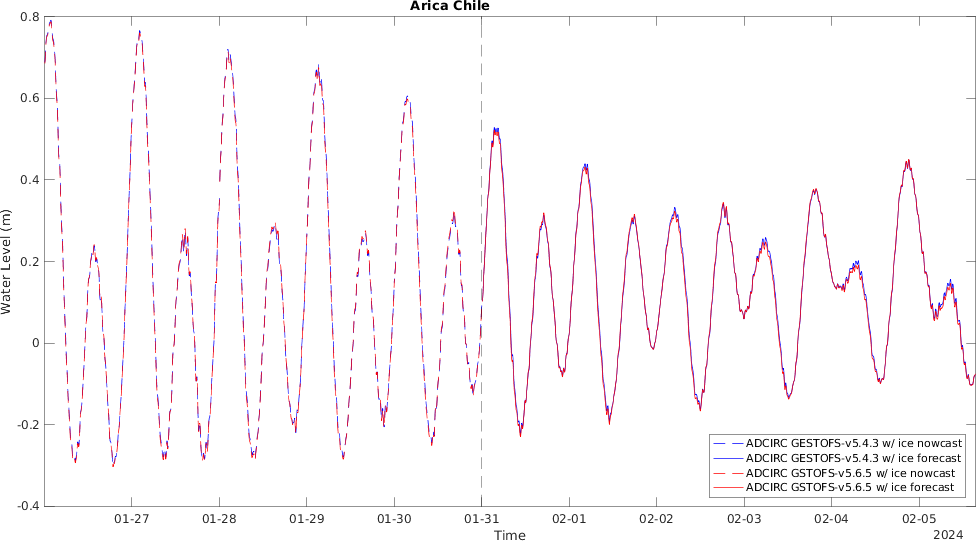 Arica Chile
0.8
0.6
0.4
0.2
0
-0.2
-0.4
Water Level (m)
ADCIRC GESTOFS-v5.4.3 w/ ice nowcast
ADCIRC GESTOFS-v5.4.3 w/ ice forecast
ADCIRC GSTOFS-v5.6.5 w/ ice nowcast
ADCIRC GSTOFS-v5.6.5 w/ ice forecast
01-27 01-28 01-29 01-30 01-31 02-01 02-02 02-03 02-04 02-05
Time
2024